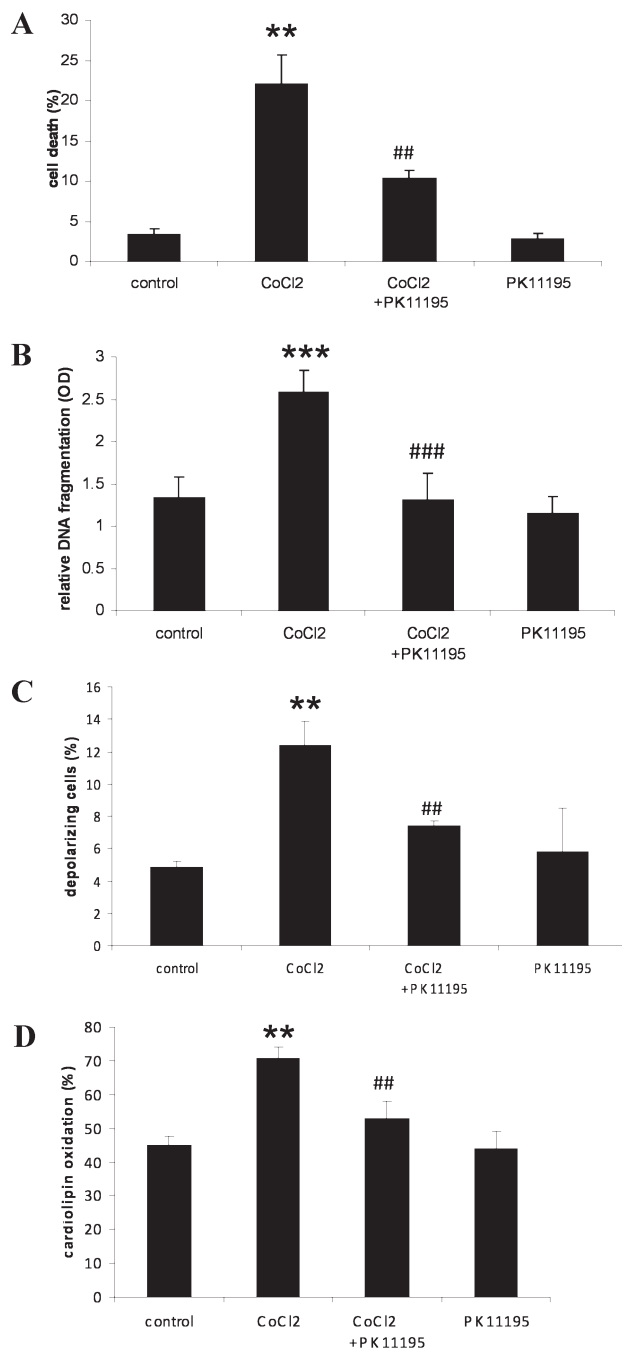 A
30
25
20
15
10
5
0
cell death (%)
**
##
control
CoCl2
CoCl2
+PK11195
PK11195
B
3
2.5
2
1.5
1
0.5
0
relative DNA fragmentation (OD)
***
###
control
CoCl2
CoCl2
+PK11195
PK11195
C
16
14
12
10
8
6
4
2
0
depolarizing cells (%)
**
##
control
CoCl2
CoCl2
+PK11195
PK11195
D
80
70
60
50
40
30
20
10
0
cardiolipin oxidation (%)
**
##
control
CoCl2
CoCl2
+PK11195
PK11195